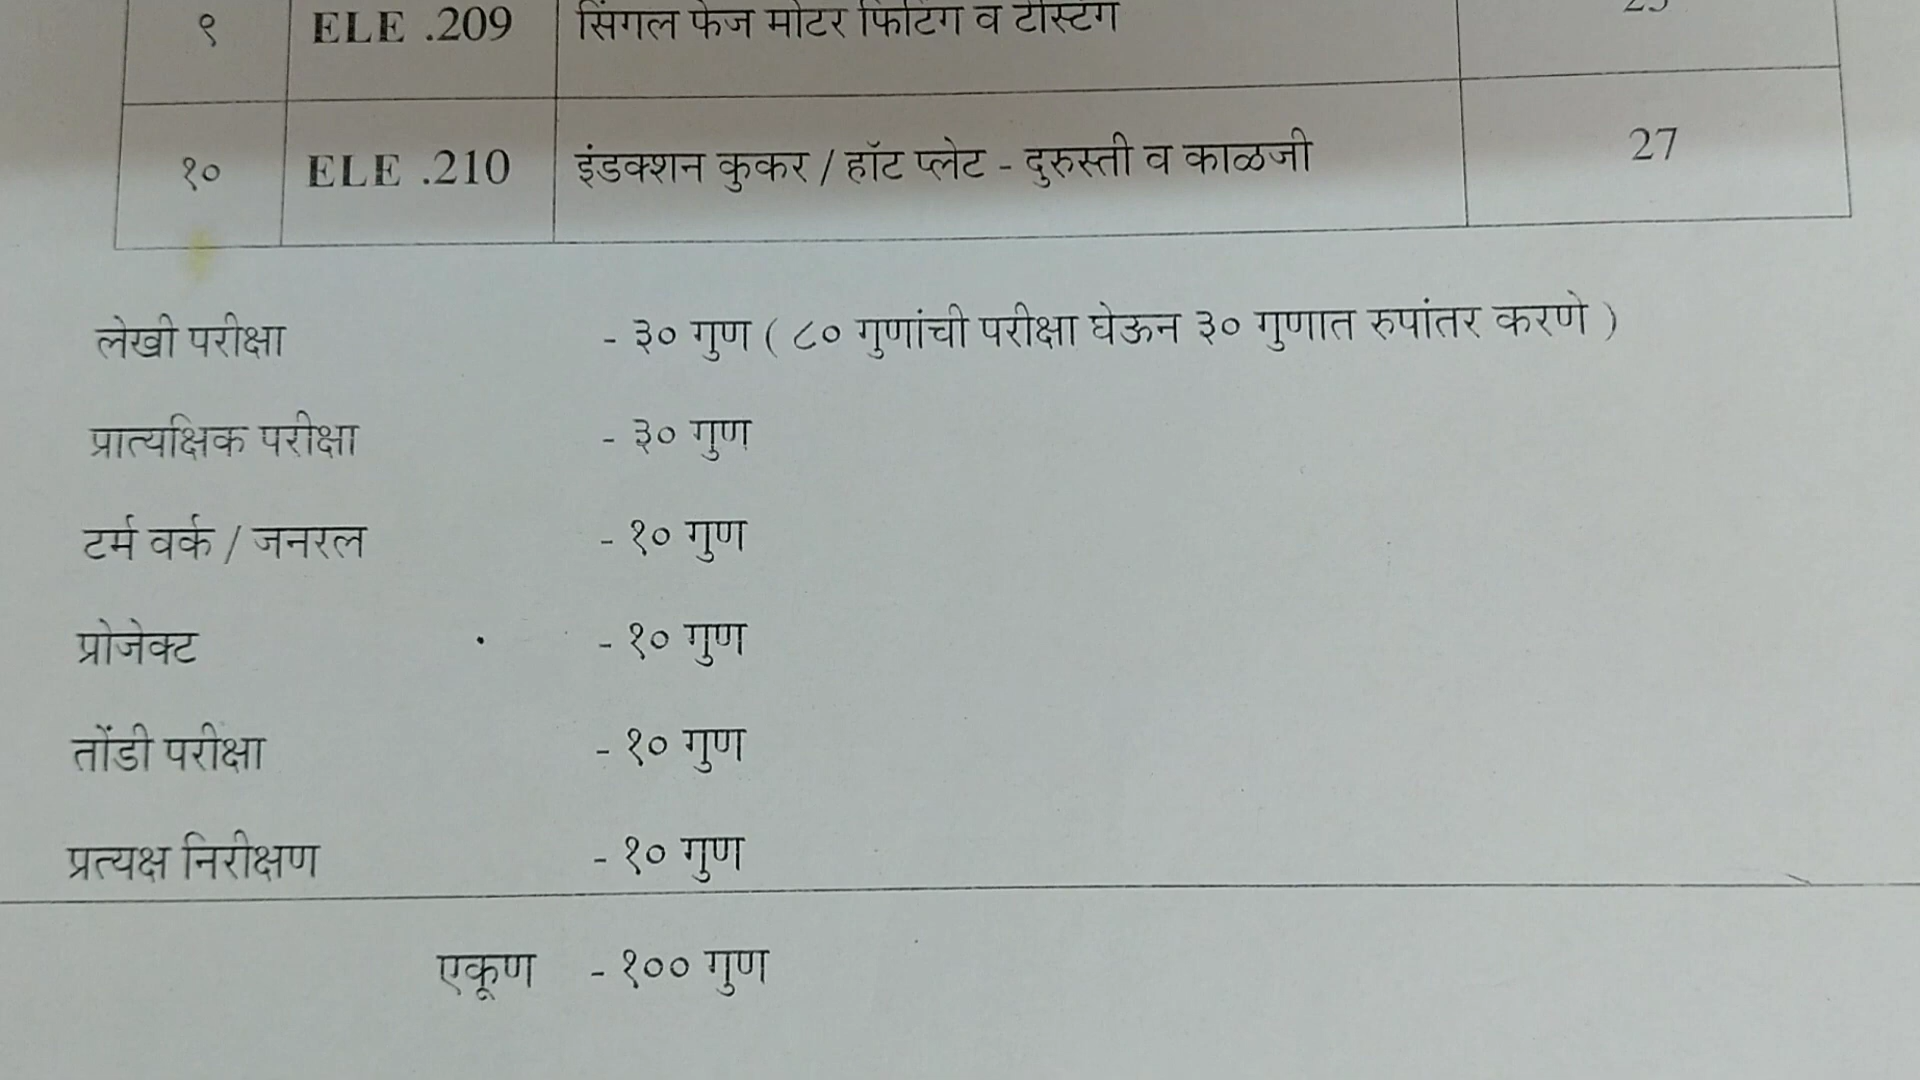 ९ ELE .209 सिंगल फेज मोटर फिटिंग व टेस्टिंग
१० ELE .210 इंडक्शन कुकर / हॉट प्लेट - दुरुस्ती व काळजी 27
लेखी परीक्षा - ३० गुण ( ८० गुणांची परीक्षा घेऊन ३० गुणात रुपांतर करणे )
प्रात्यक्षिक परीक्षा - ३० गुण
टर्म वर्क / जनरल - १० गुण
प्रोजेक्ट - १० गुण
तोंडी परीक्षा - १० गुण
प्रत्यक्ष निरीक्षण - १० गुण
एकूण - १०० गुण